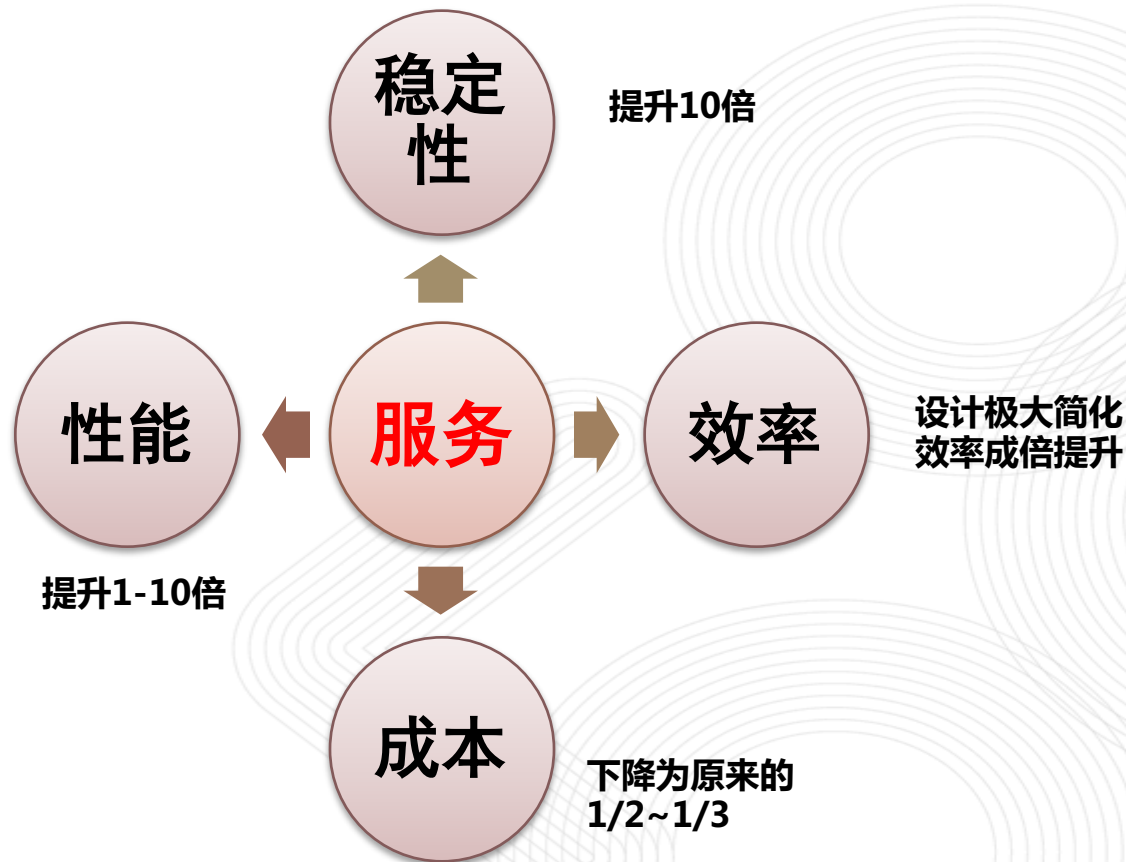 稳定
性
提升10倍
性能
服务
效率
设计极大简化
效率成倍提升
提升1-10倍
成本
下降为原来的
1/2~1/3